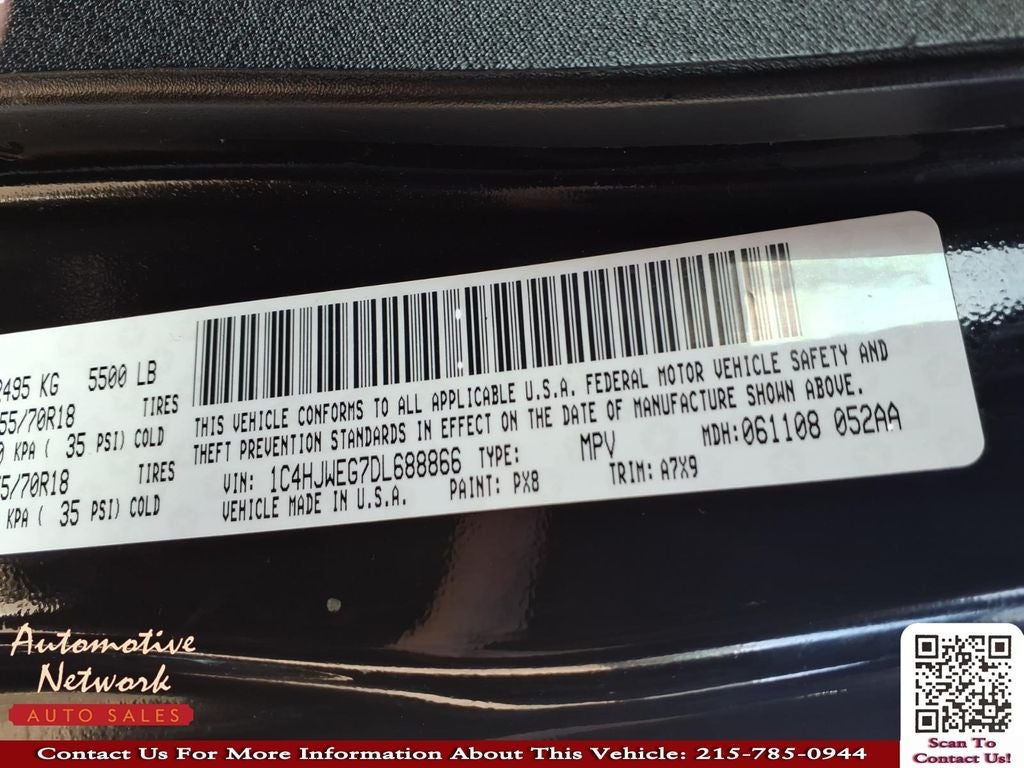 2495 KG 5500 LB
55/70R18 TIRES
KPA ( 35 PSI) COLD
5/70R18 TIRES
KPA ( 35 PSI) COLD
THIS VEHICLE CONFORMS TO ALL APPLICABLE U.S.A. FEDERAL MOTOR VEHICLE SAFETY AND
THEFT PREVENTION STANDARDS IN EFFECT ON THE DATE OF MANUFACTURE SHOWN ABOVE.
VIN: 1C4HJWEG7DL688866 TYPE: MPV MDH:061108 052AA
VEHICLE MADE IN U.S.A. PAINT: PX8 TRIM: A7X9
Automotive
Network
AUTO SALES
Contact Us For More Information About This Vehicle: 215-785-0944
Scan To
Contact Us!